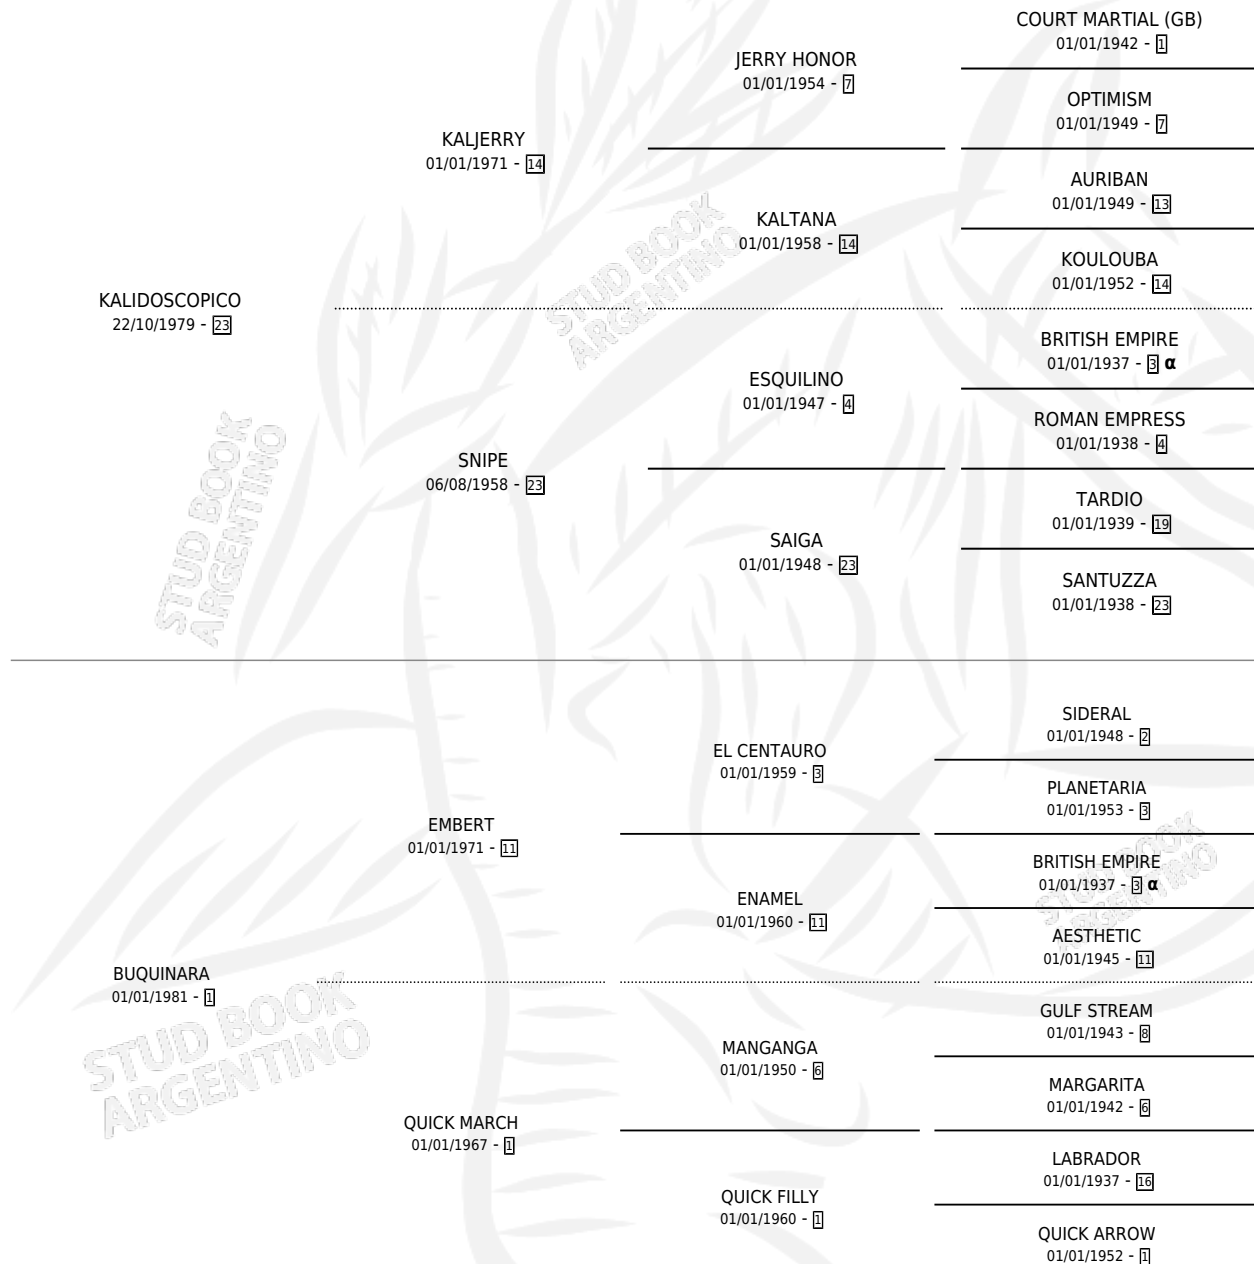 COURT MARTIAL (GB)
01/01/1942 - 1
JERRY HONOR
01/01/1954 - 7
OPTIMISM
01/01/1949 - 7
KALJERRY
01/01/1971 - 14
AURIBAN
01/01/1949 - 13
KALTANA
01/01/1958 - 14
KOULOUBA
01/01/1952 - 14
KALIDOSCOPICO
22/10/1979 - 23
BRITISH EMPIRE
01/01/1937 - 3 α
ESQUILINO
01/01/1947 - 4
ROMAN EMPRESS
01/01/1938 - 4
SNIPE
06/08/1958 - 23
TARDIO
01/01/1939 - 19
SAIGA
01/01/1948 - 23
SANTUZZA
01/01/1938 - 23
STUD BOOK
ARGENTINO
STUD BOOK
ARGENTINO
SIDERAL
01/01/1948 - 2
EL CENTAURO
01/01/1959 - 3
PLANETARIA
01/01/1953 - 3
EMBERT
01/01/1971 - 11
BRITISH EMPIRE
01/01/1937 - 3 α
ENAMEL
01/01/1960 - 11
AESTHETIC
01/01/1945 - 11
BUQUINARA
01/01/1981 - 1
GULF STREAM
01/01/1943 - 8
MANGANGA
01/01/1950 - 6
MARGARITA
01/01/1942 - 6
QUICK MARCH
01/01/1967 - 1
LABRADOR
01/01/1937 - 16
QUICK FILLY
01/01/1960 - 1
QUICK ARROW
01/01/1952 - 1
STUD BOOK
ARGENTINO
STUD BOOK
ARGENTINO